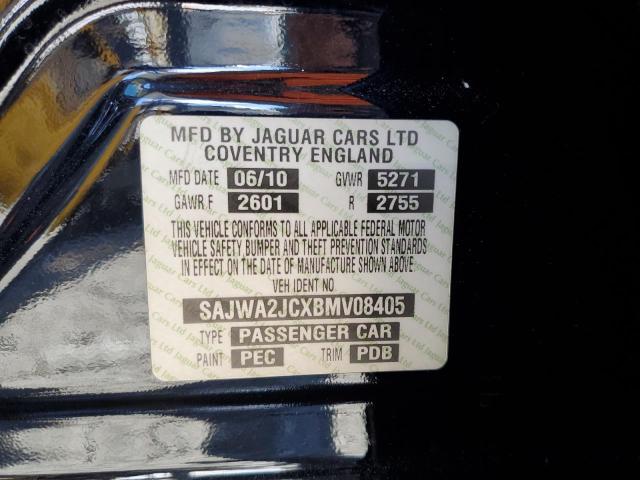 MFD BY JAGUAR CARS LTD
COVENTRY ENGLAND
MFD DATE 06/10 GVWR 5271
GAWR F 2601 R 2755
THIS VEHICLE CONFORMS TO ALL APPLICABLE FEDERAL MOTOR
VEHICLE SAFETY BUMPER AND THEFT PREVENTION STANDARDS
IN EFFECT ON THE DATE OF MANUFACTURE SHOWN ABOVE
VEH IDENT NO
SAJWA2JCXBMV08405
TYPE PASSENGER CAR
PAINT PEC TRIM PDB